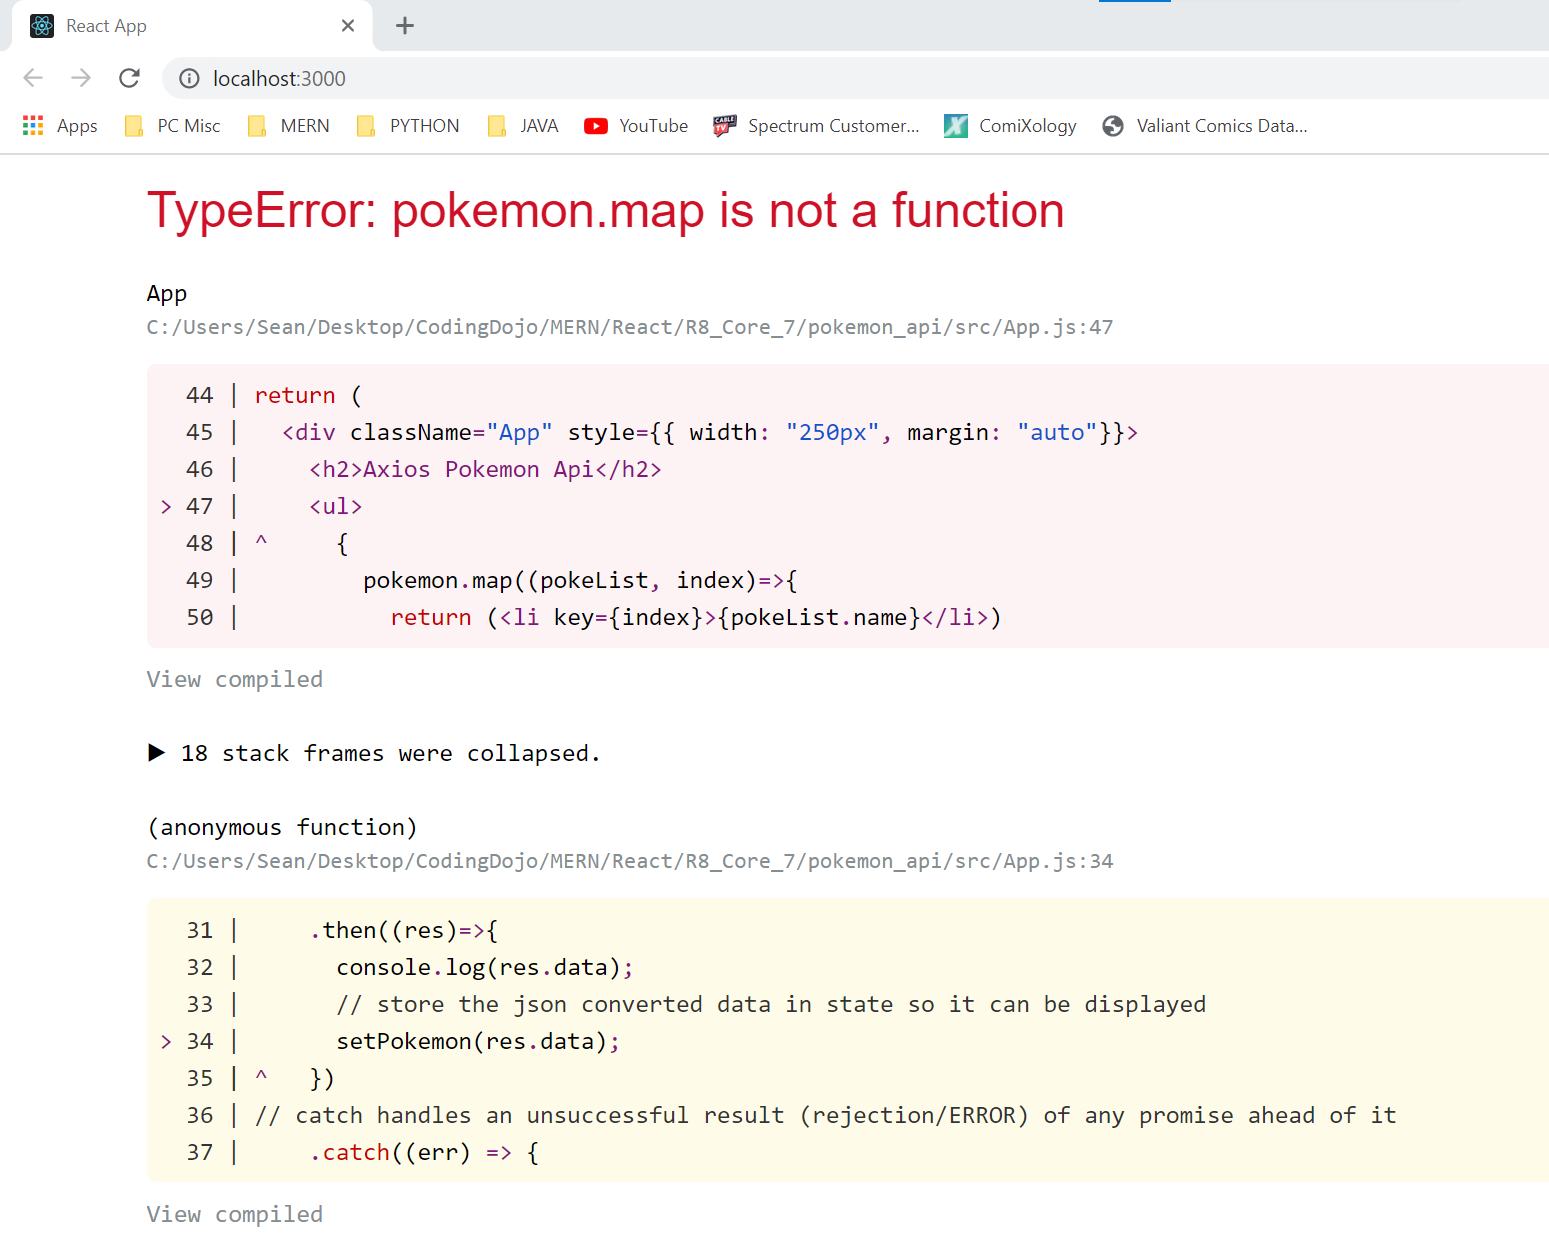 React App
localhost:3000
Apps PC Misc MERN PYTHON JAVA YouTube Spectrum Customer... ComiXology Valiant Comics Data...
TypeError: pokemon.map is not a function
App
C:/Users/Sean/Desktop/CodingDojo/MERN/React/R8_Core_7/pokemon_api/src/App.js:47
44 | return (
45 |   <div className="App" style={{ width: "250px", margin: "auto"}}>
46 |     <h2>Axios Pokemon Api</h2>
> 47 |     <ul>
48 | ^     {
49 |         pokemon.map((pokeList, index)=>{
50 |           return (<li key={index}>{pokeList.name}</li>)
View compiled
▶ 18 stack frames were collapsed.
(anonymous function)
C:/Users/Sean/Desktop/CodingDojo/MERN/React/R8_Core_7/pokemon_api/src/App.js:34
31 |     .then((res)=>{
32 |       console.log(res.data);
33 |       // store the json converted data in state so it can be displayed
> 34 |       setPokemon(res.data);
35 | ^   })
36 | // catch handles an unsuccessful result (rejection/ERROR) of any promise ahead of it
37 |     .catch((err) => {
View compiled